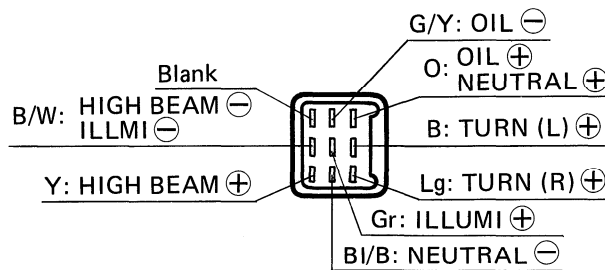 G/Y: OIL ⊖
Blank
O: OIL ⊕
NEUTRAL ⊕
B/W: HIGH BEAM ⊖
ILLMI ⊖
B: TURN (L) ⊕
Y: HIGH BEAM ⊕
Lg: TURN (R) ⊕
Gr: ILLUMI ⊕
Bl/B: NEUTRAL ⊖